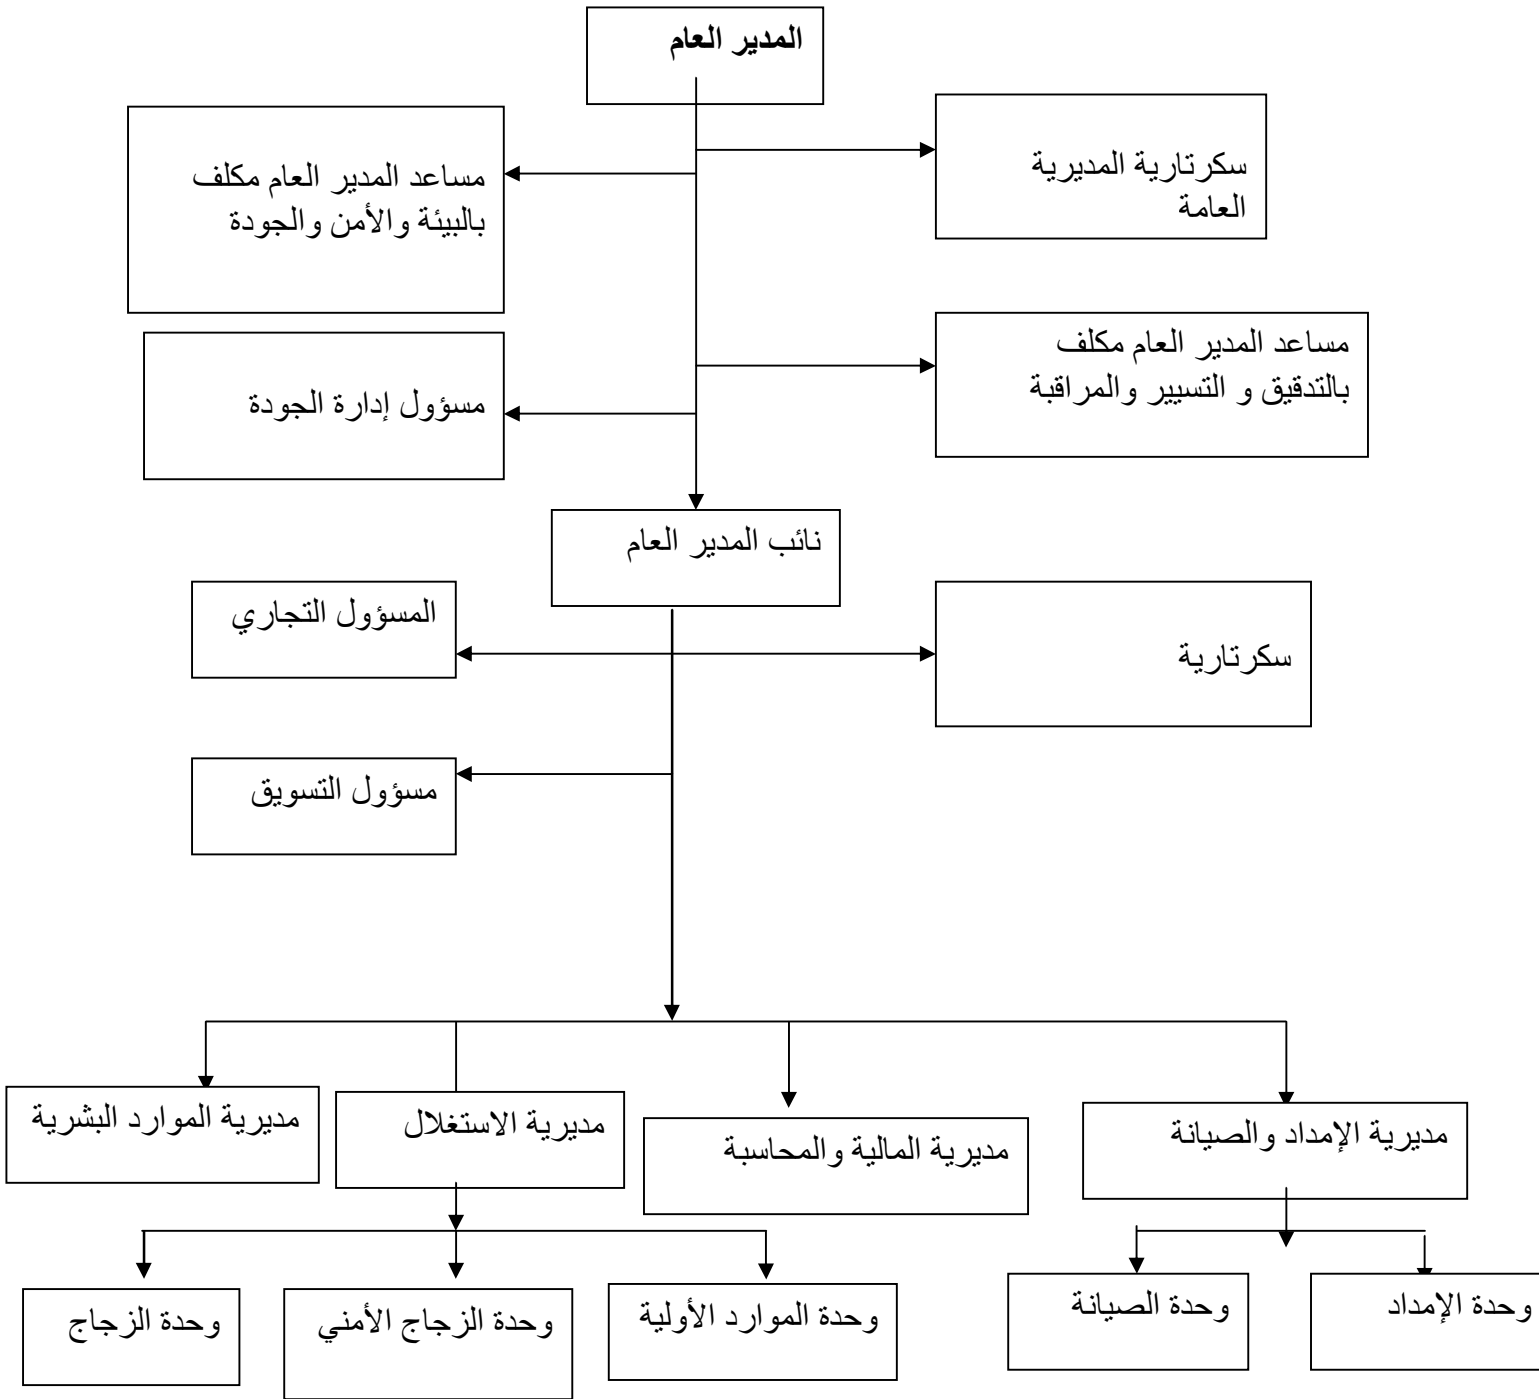 المدير العام
سكرتارية المديرية
العامة
مساعد المدير العام مكلف
بالبيئة والأمن والجودة
مساعد المدير العام مكلف
بالتدقيق و التسيير والمراقبة
مسؤول إدارة الجودة
نائب المدير العام
المسؤول التجاري
سكرتارية
مسؤول التسويق
مديرية الإمداد والصيانة
مديرية المالية والمحاسبة
مديرية الاستغلال
مديرية الموارد البشرية
وحدة الإمداد
وحدة الصيانة
وحدة الموارد الأولية
وحدة الزجاج الأمني
وحدة الزجاج